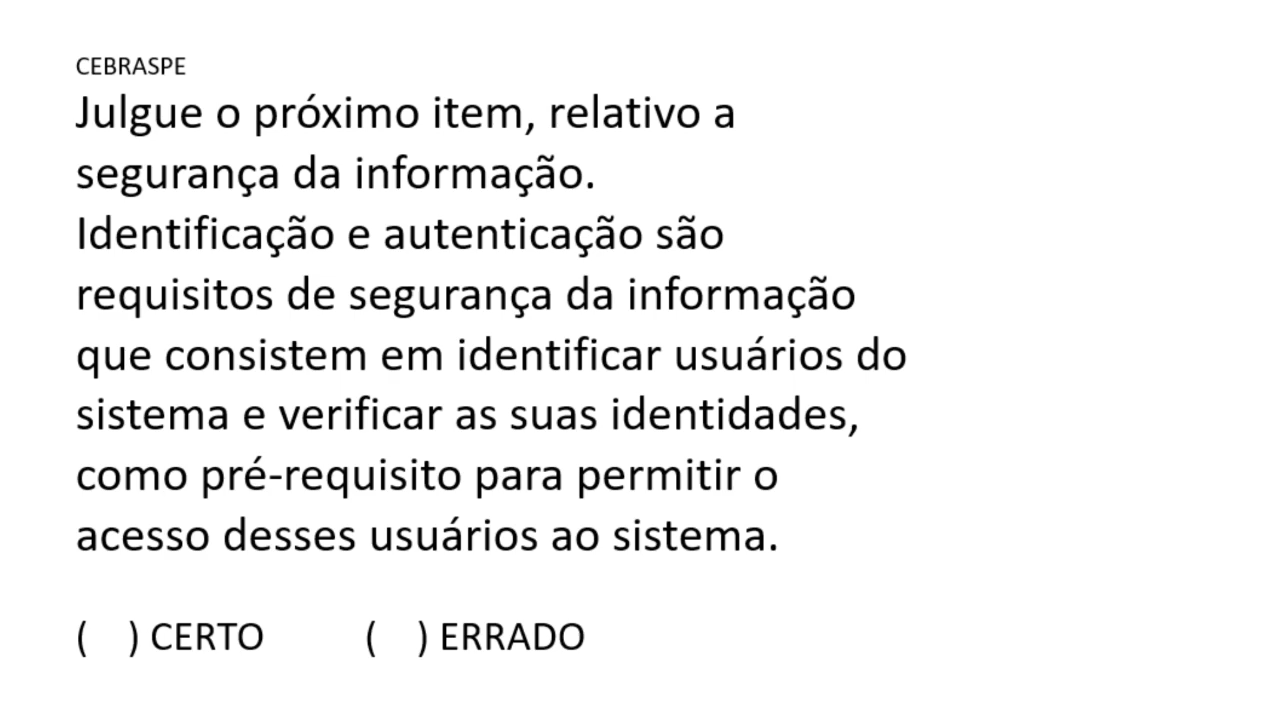 CEBRASPE
Julgue o próximo item, relativo a
segurança da informação.
Identificação e autenticação são
requisitos de segurança da informação
que consistem em identificar usuários do
sistema e verificar as suas identidades,
como pré-requisito para permitir o
acesso desses usuários ao sistema.
(   ) CERTO (   ) ERRADO